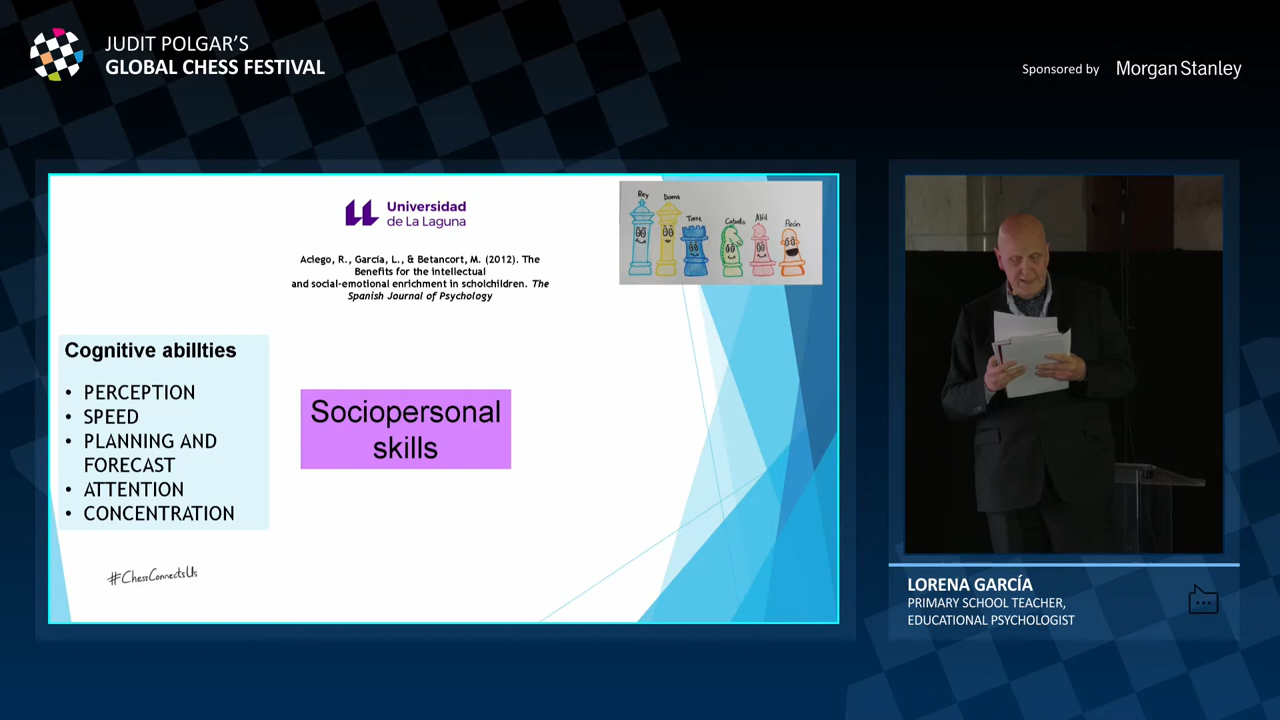 JUDIT POLGAR'S
GLOBAL CHESS FESTIVAL
Sponsored by Morgan Stanley
Universidad
de La Laguna
Aciego, R., García, L., & Betancort, M. (2012). The
Benefits for the intellectual
and social-emotional enrichment in scholchildren. The
Spanish Journal of Psychology
Rey
Dama
Torre
Caballo
Alfil
Peón
Cognitive abillties
• PERCEPTION
• SPEED
• PLANNING AND
FORECAST
• ATTENTION
• CONCENTRATION
Sociopersonal
skills
#ChessConnectsUs
LORENA GARCÍA
PRIMARY SCHOOL TEACHER,
EDUCATIONAL PSYCHOLOGIST